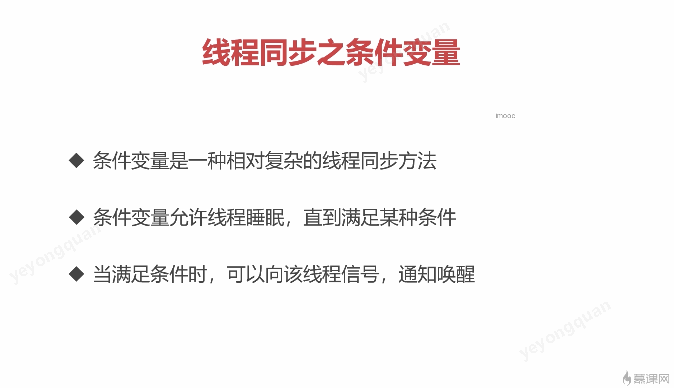 线程同步之条件变量
yeyongquan
imooc
◆ 条件变量是一种相对复杂的线程同步方法
◆ 条件变量允许线程睡眠，直到满足某种条件
yeyongquan
◆ 当满足条件时，可以向该线程信号，通知唤醒
yeyongquan
慕课网